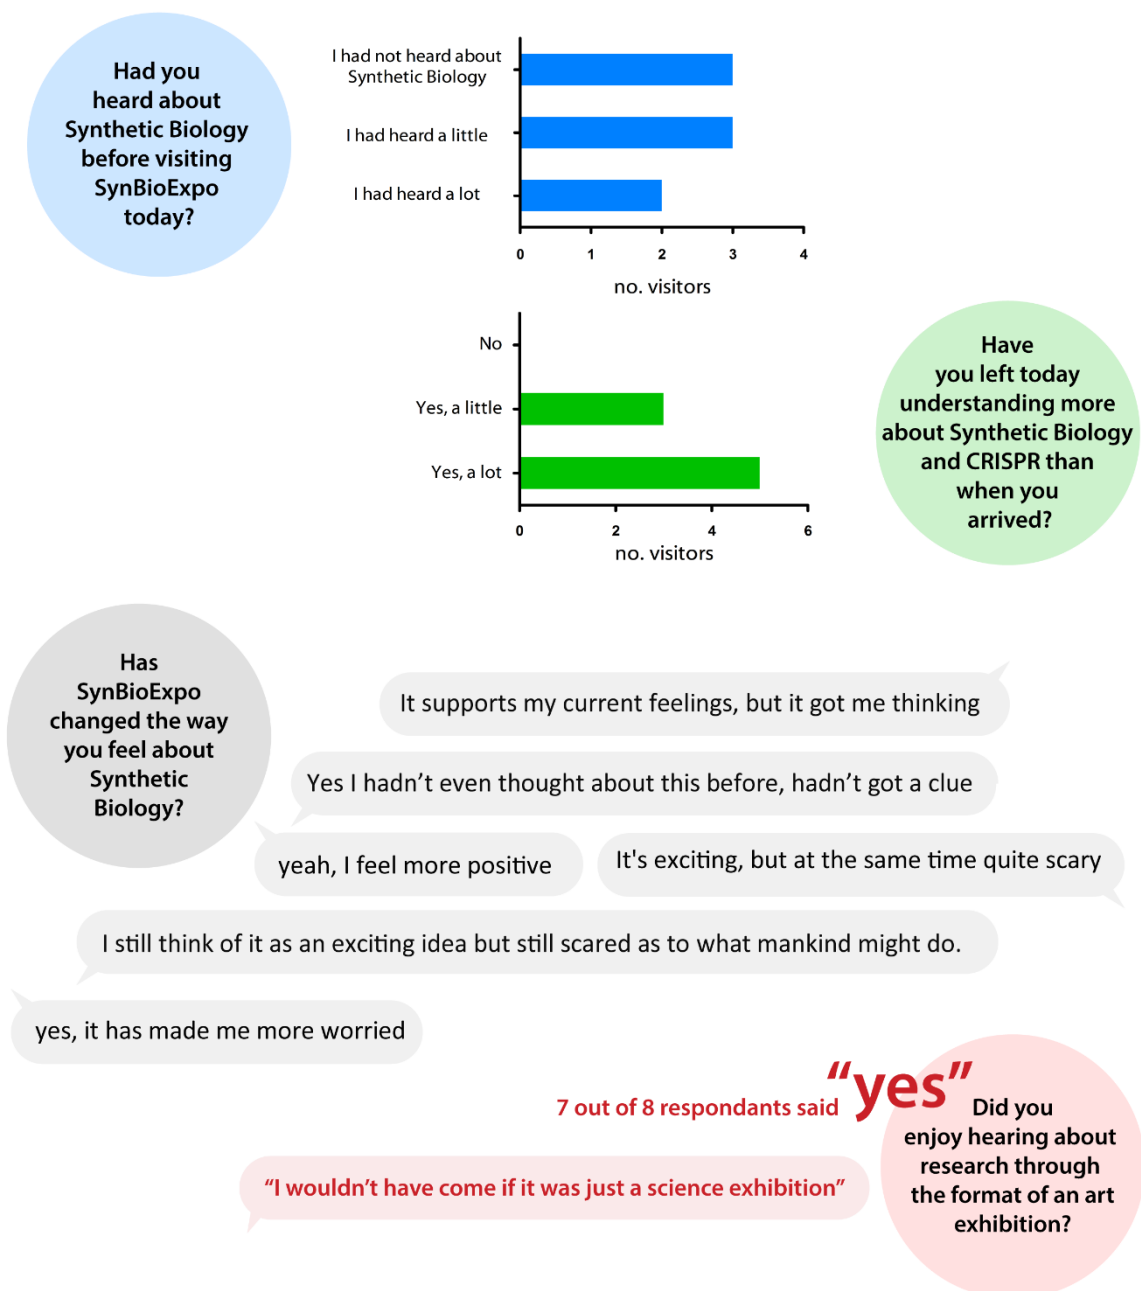 Had you
heard about
Synthetic Biology
before visiting
SynBioExpo
today?
I had not heard about
Synthetic Biology
I had heard a little
I had heard a lot
0 1 2 3 4
no. visitors
No
Yes, a little
Yes, a lot
0 2 4 6
no. visitors
Have
you left today
understanding more
about Synthetic Biology
and CRISPR than
when you
arrived?
Has
SynBioExpo
changed the way
you feel about
Synthetic
Biology?
It supports my current feelings, but it got me thinking
Yes I hadn’t even thought about this before, hadn’t got a clue
yeah, I feel more positive
It's exciting, but at the same time quite scary
I still think of it as an exciting idea but still scared as to what mankind might do.
yes, it has made me more worried
7 out of 8 respondants said “yes”
Did you
enjoy hearing about
research through
the format of an art
exhibition?
“I wouldn’t have come if it was just a science exhibition”